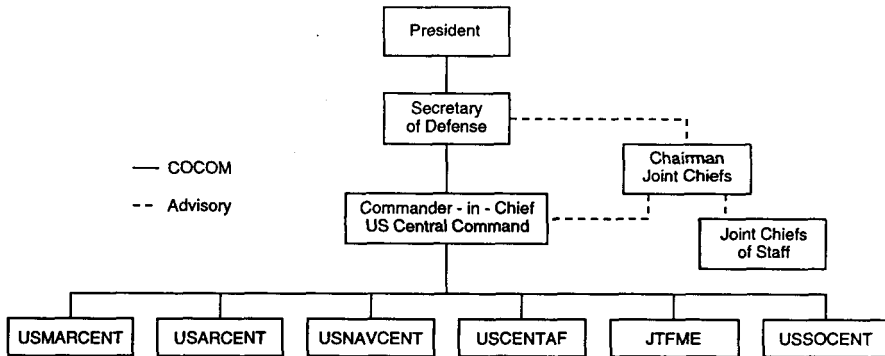 President
Secretary
of Defense
Chairman
Joint Chiefs
COCOM
Advisory
Commander - in - Chief
US Central Command
Joint Chiefs
of Staff
USMARCENT
USARCENT
USNAVCENT
USCENTAF
JTFME
USSOCENT